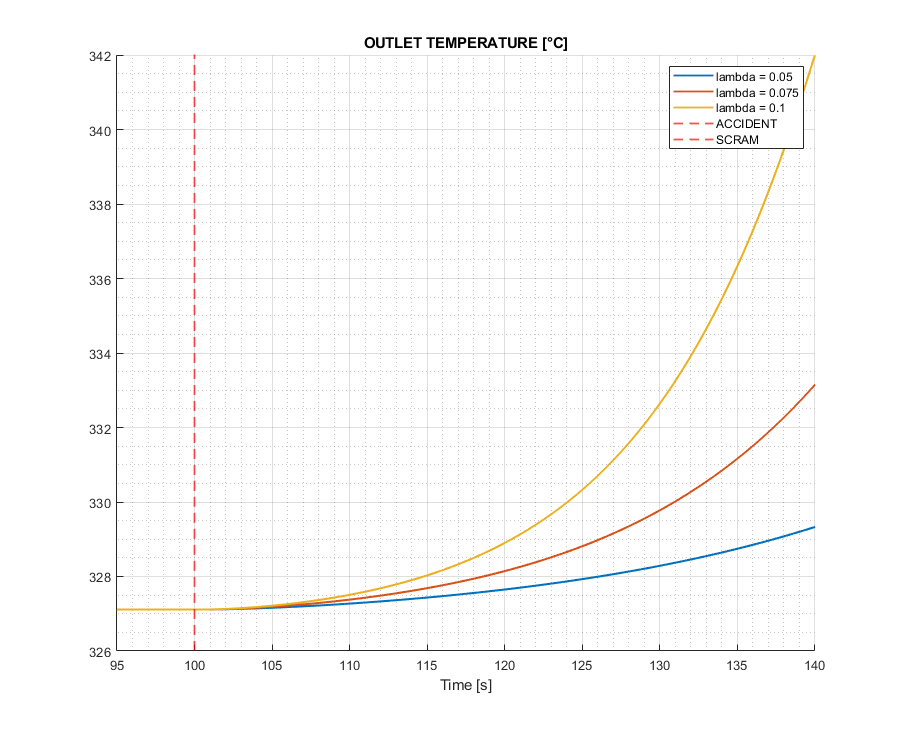 OUTLET TEMPERATURE [°C]
342
340
338
336
334
332
330
328
326
lambda = 0.05
lambda = 0.075
lambda = 0.1
ACCIDENT
SCRAM
95 100 105 110 115 120 125 130 135 140
Time [s]